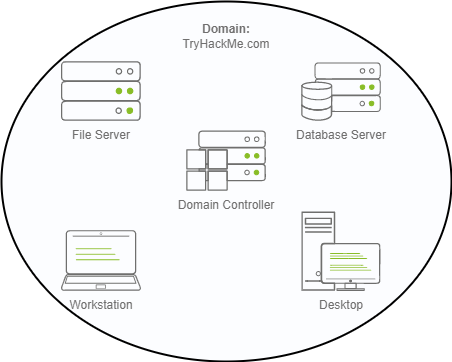 Domain:
TryHackMe.com
File Server
Database Server
Domain Controller
Workstation
Desktop